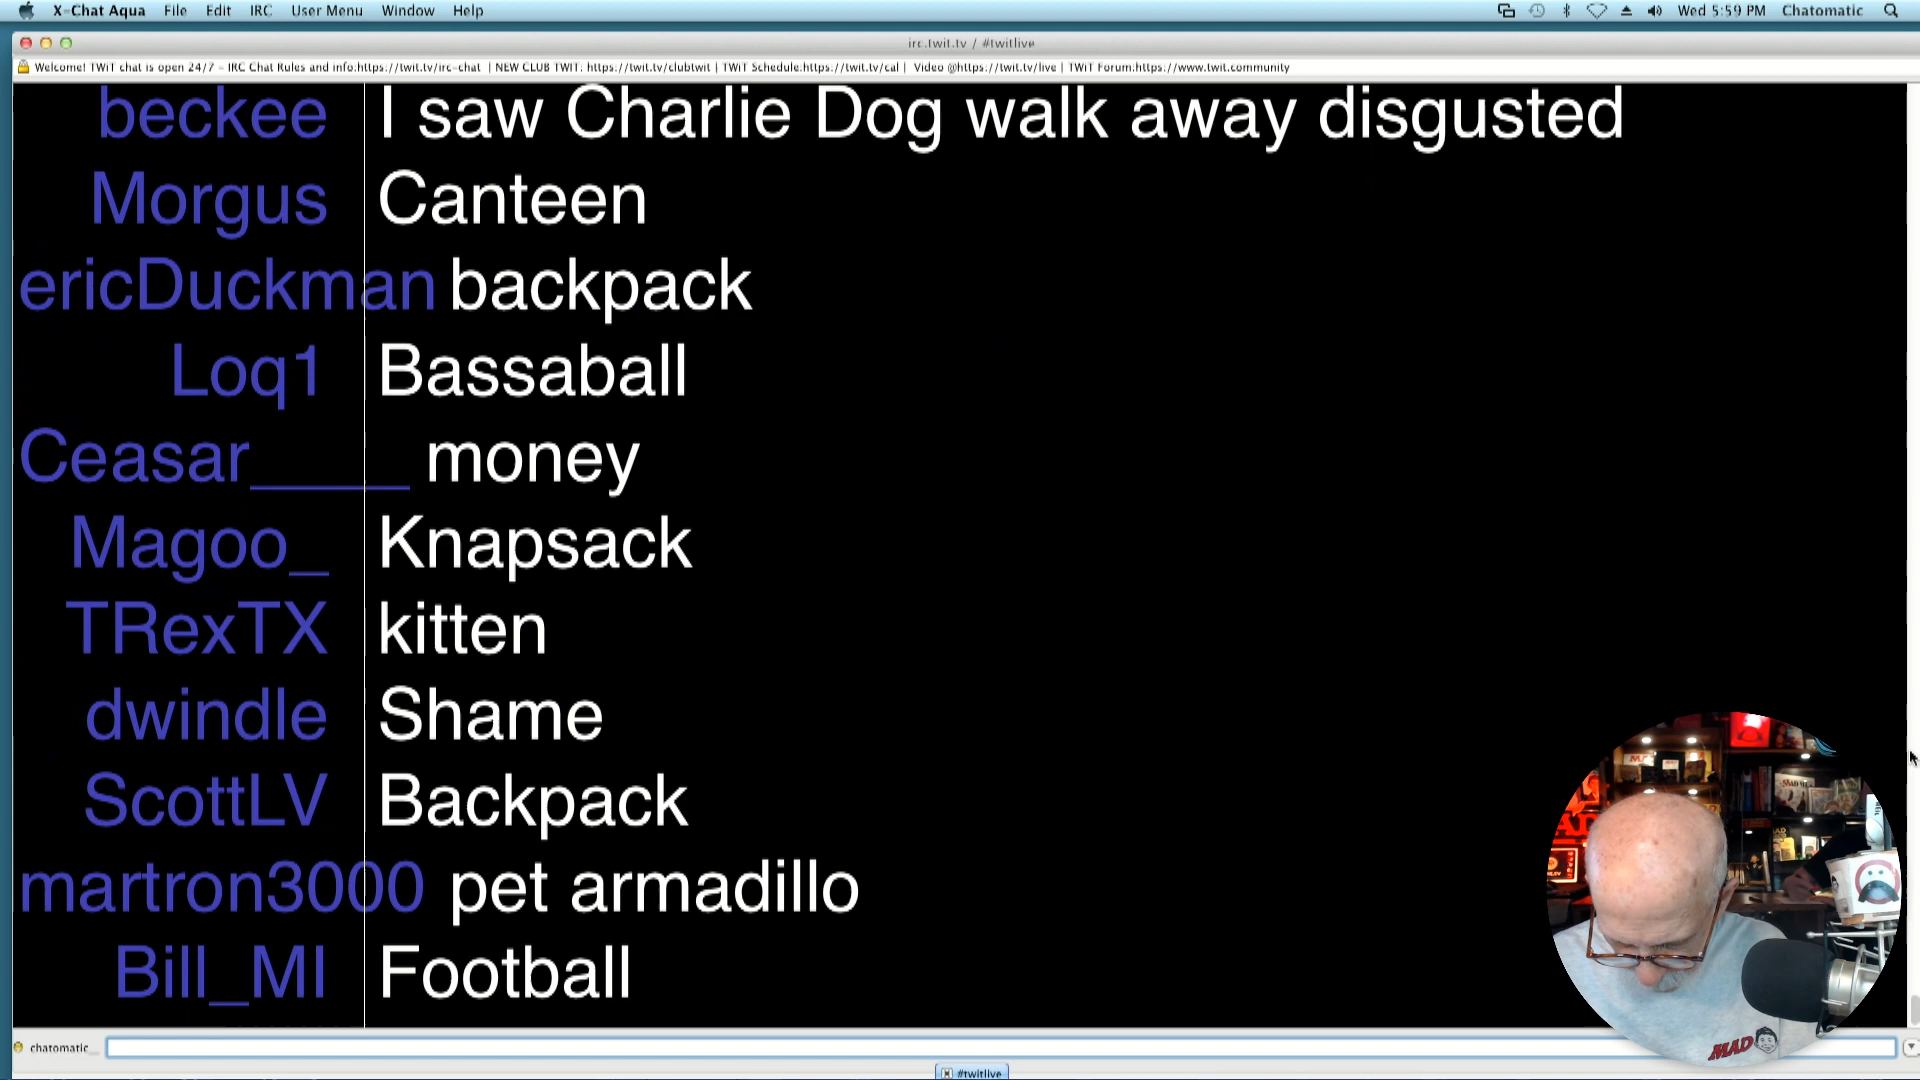 X-Chat Aqua File Edit IRC User Menu Window Help Wed 5:59 PM Chatomatic
irc.twit.tv / #twitlive
Welcome! TWiT chat is open 24/7 - IRC Chat Rules and info:https://twit.tv/irc-chat | NEW CLUB TWIT: https://twit.tv/clubtwit | TWiT Schedule:https://twit.tv/cal | Video @https://twit.tv/live | TWiT Forum:https://www.twit.community
beckee I saw Charlie Dog walk away disgusted
Morgus Canteen
ericDuckman backpack
Loq1 Bassaball
Ceasar_____ money
Magoo_ Knapsack
TRexTX kitten
dwindle Shame
ScottLV Backpack
martron3000 pet armadillo
Bill_MI Football
MAD
chatomatic_
#twitlive